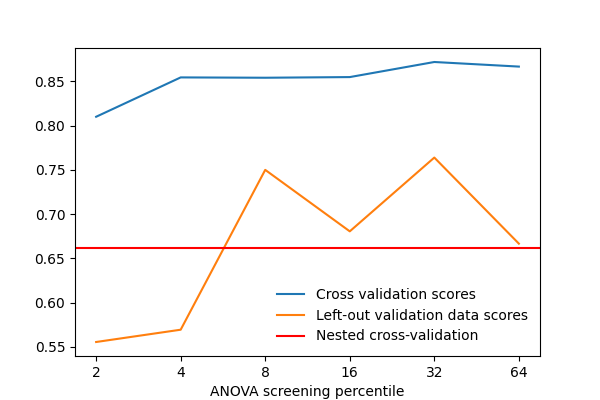 0.85
0.80
0.75
0.70
0.65
0.60
0.55
Cross validation scores
Left-out validation data scores
Nested cross-validation
2 4 8 16 32 64
ANOVA screening percentile